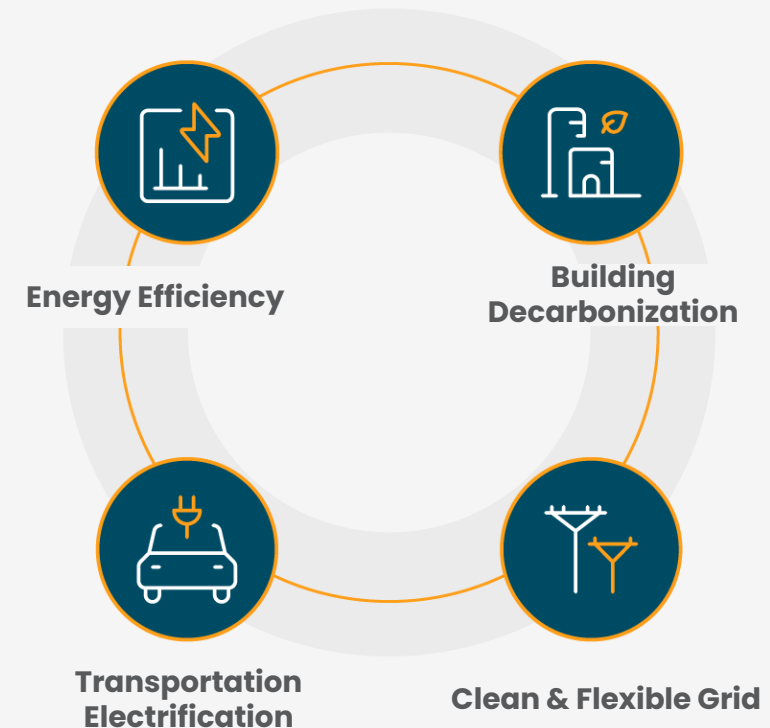 Energy Efficiency
Building
Decarbonization
Transportation
Electrification
Clean & Flexible Grid